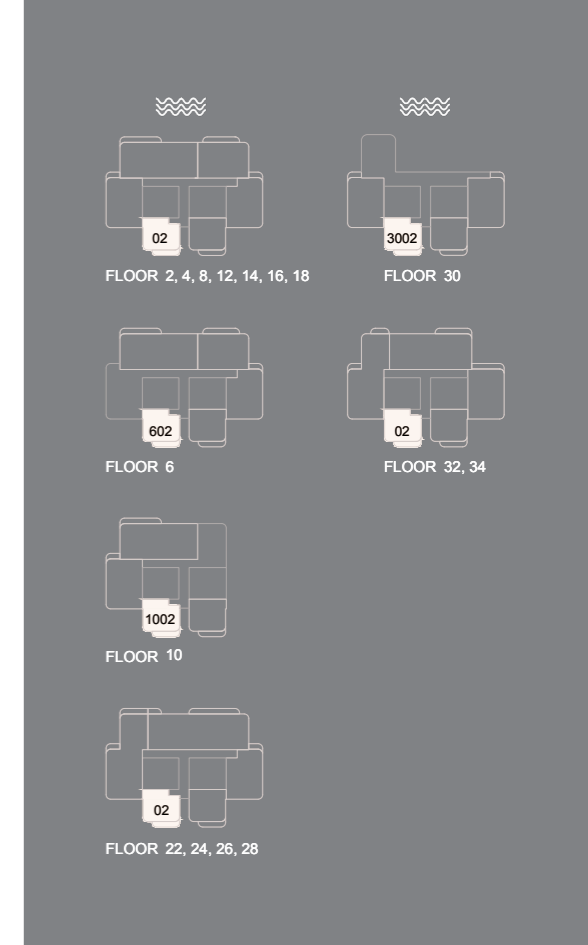 02
FLOOR 2, 4, 8, 12, 14, 16, 18
3002
FLOOR 30
602
FLOOR 6
02
FLOOR 32, 34
1002
FLOOR 10
02
FLOOR 22, 24, 26, 28